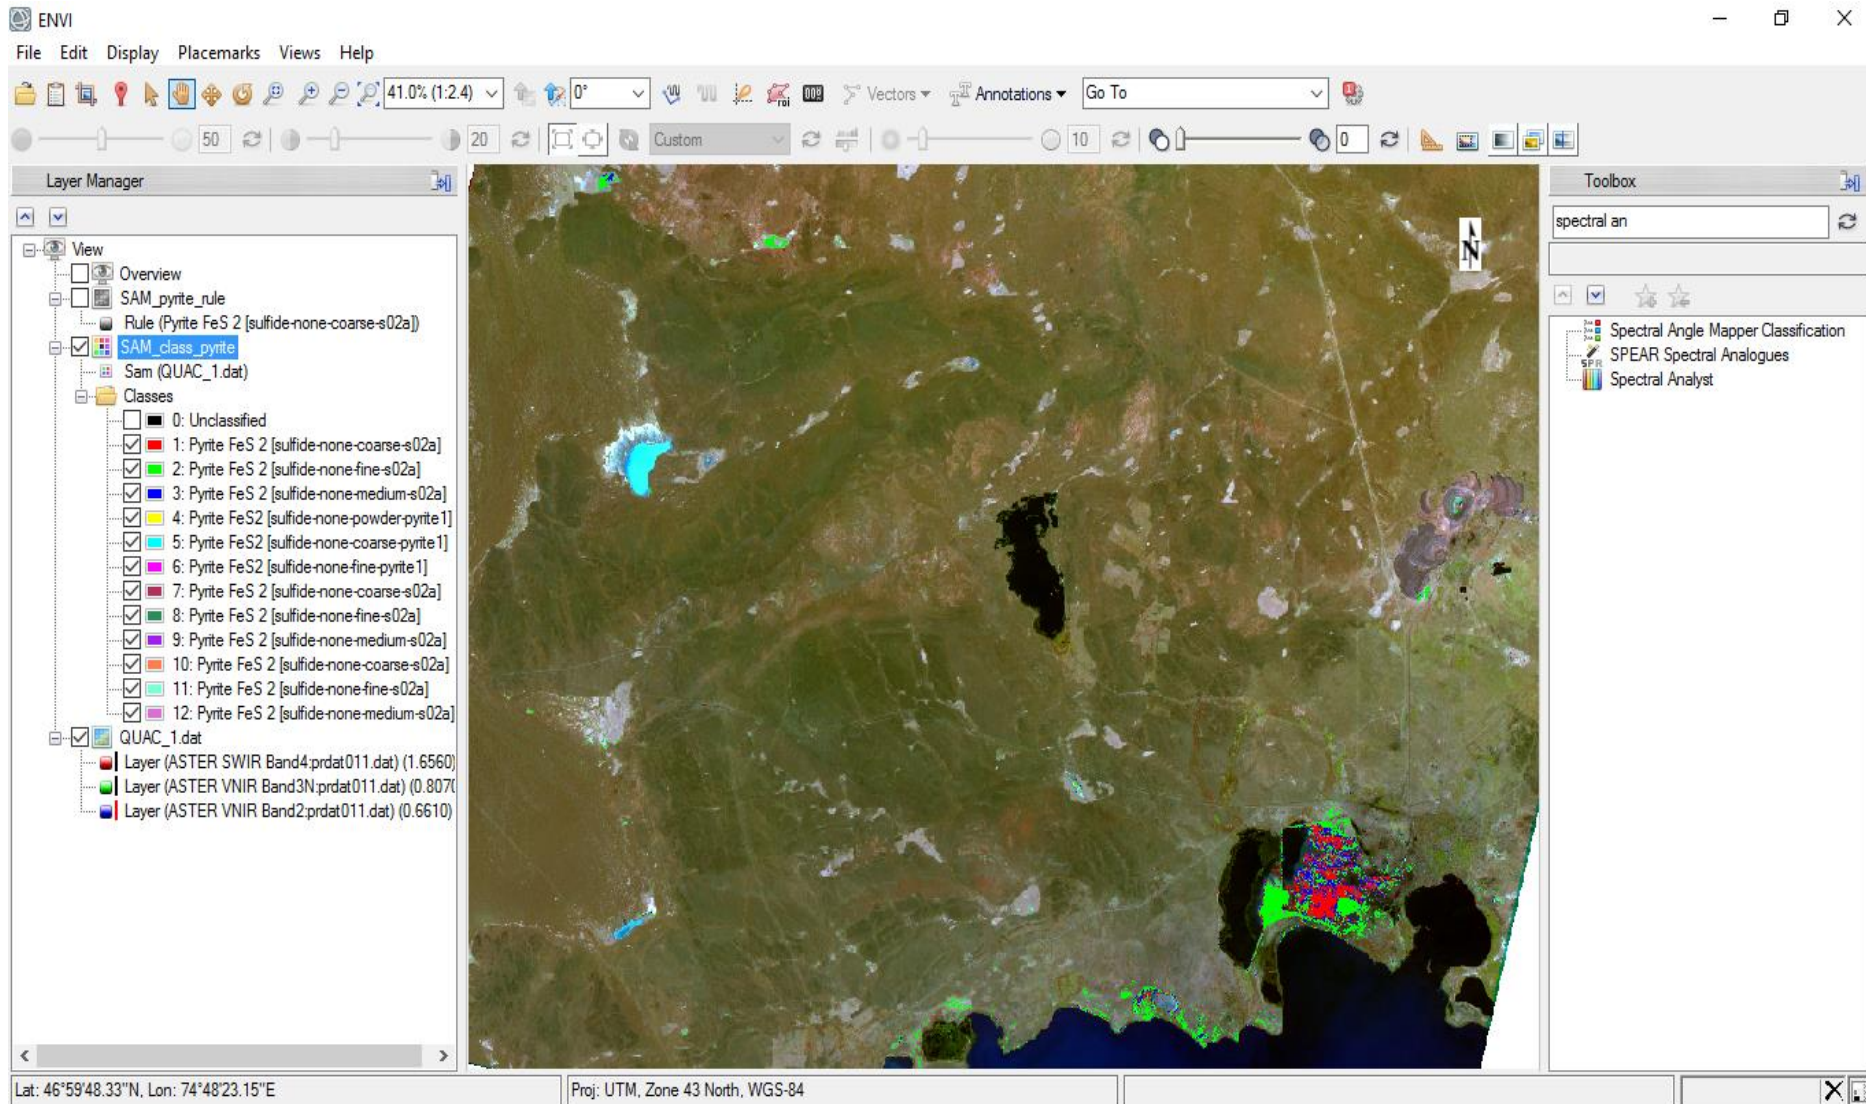 ENVI
File Edit Display Placemarks Views Help
41.0% (1:2.4) 0° roi Vectors Annotations Go To
50 20 Custom 10 0
Layer Manager
View
Overview
SAM_pyrite_rule
Rule (Pyrite FeS 2 [sulfide-none-coarse-s02a])
SAM_class_pyrite
Sam (QUAC_1.dat)
Classes
0: Unclassified
1: Pyrite FeS 2 [sulfide-none-coarse-s02a]
2: Pyrite FeS 2 [sulfide-none-fine-s02a]
3: Pyrite FeS 2 [sulfide-none-medium-s02a]
4: Pyrite FeS2 [sulfide-none-powder-pyrite1]
5: Pyrite FeS2 [sulfide-none-coarse-pyrite1]
6: Pyrite FeS2 [sulfide-none-fine-pyrite1]
7: Pyrite FeS 2 [sulfide-none-coarse-s02a]
8: Pyrite FeS 2 [sulfide-none-fine-s02a]
9: Pyrite FeS 2 [sulfide-none-medium-s02a]
10: Pyrite FeS 2 [sulfide-none-coarse-s02a]
11: Pyrite FeS 2 [sulfide-none-fine-s02a]
12: Pyrite FeS 2 [sulfide-none-medium-s02a]
QUAC_1.dat
Layer (ASTER SWIR Band4:prdat011.dat) (1.6560)
Layer (ASTER VNIR Band3N:prdat011.dat) (0.8070
Layer (ASTER VNIR Band2:prdat011.dat) (0.6610)
N
Toolbox
spectral an
Spectral Angle Mapper Classification
SPEAR Spectral Analogues
Spectral Analyst
Lat: 46°59'48.33"N, Lon: 74°48'23.15"E
Proj: UTM, Zone 43 North, WGS-84